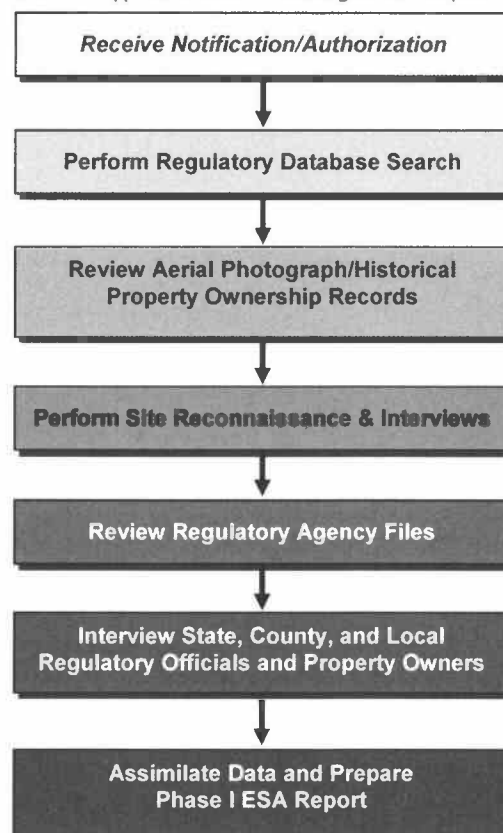 Receive Notification/Authorization
Perform Regulatory Database Search
Review Aerial Photograph/Historical
Property Ownership Records
Perform Site Reconnaissance & Interviews
Review Regulatory Agency Files
Interview State, County, and Local
Regulatory Officials and Property Owners
Assimilate Data and Prepare
Phase I ESA Report